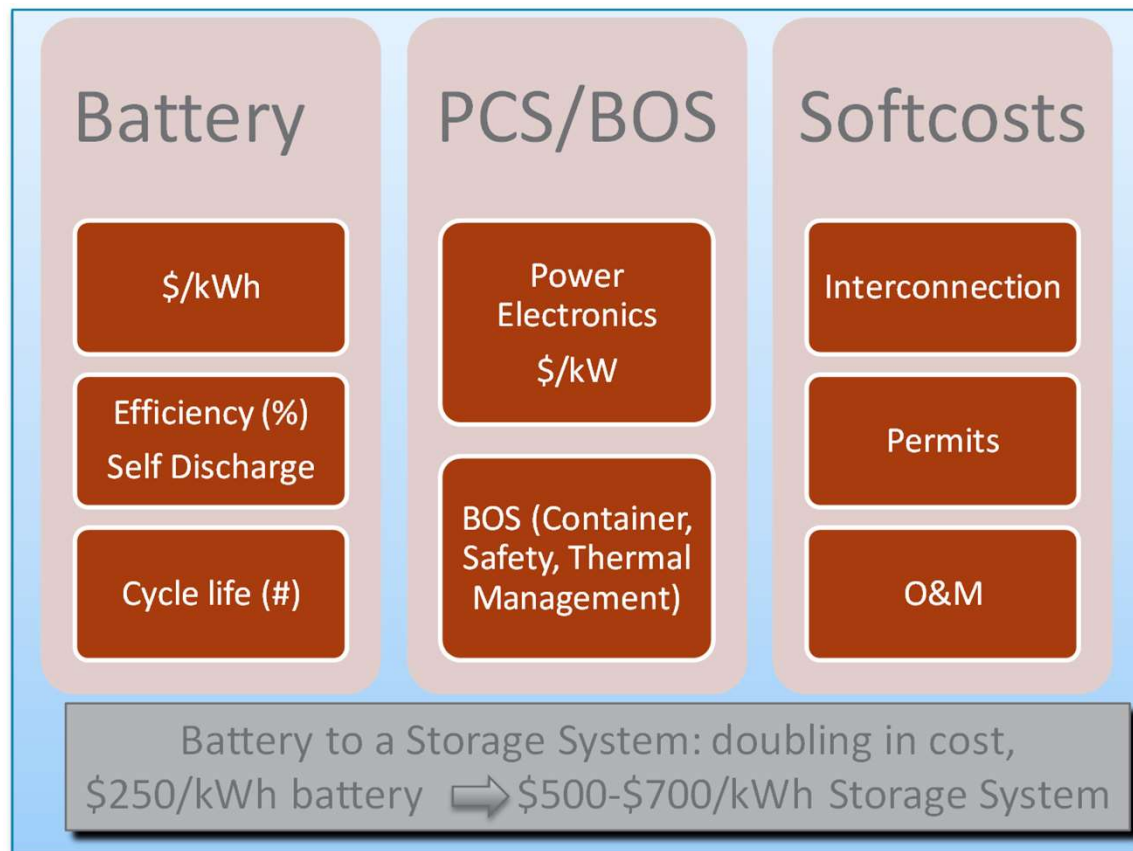 Battery
$/kWh
Efficiency (%)
Self Discharge
Cycle life (#)
PCS/BOS
Power
Electronics
$/kW
BOS (Container,
Safety, Thermal
Management)
Softcosts
Interconnection
Permits
O&M
Battery to a Storage System: doubling in cost,
$250/kWh battery $500-$700/kWh Storage System